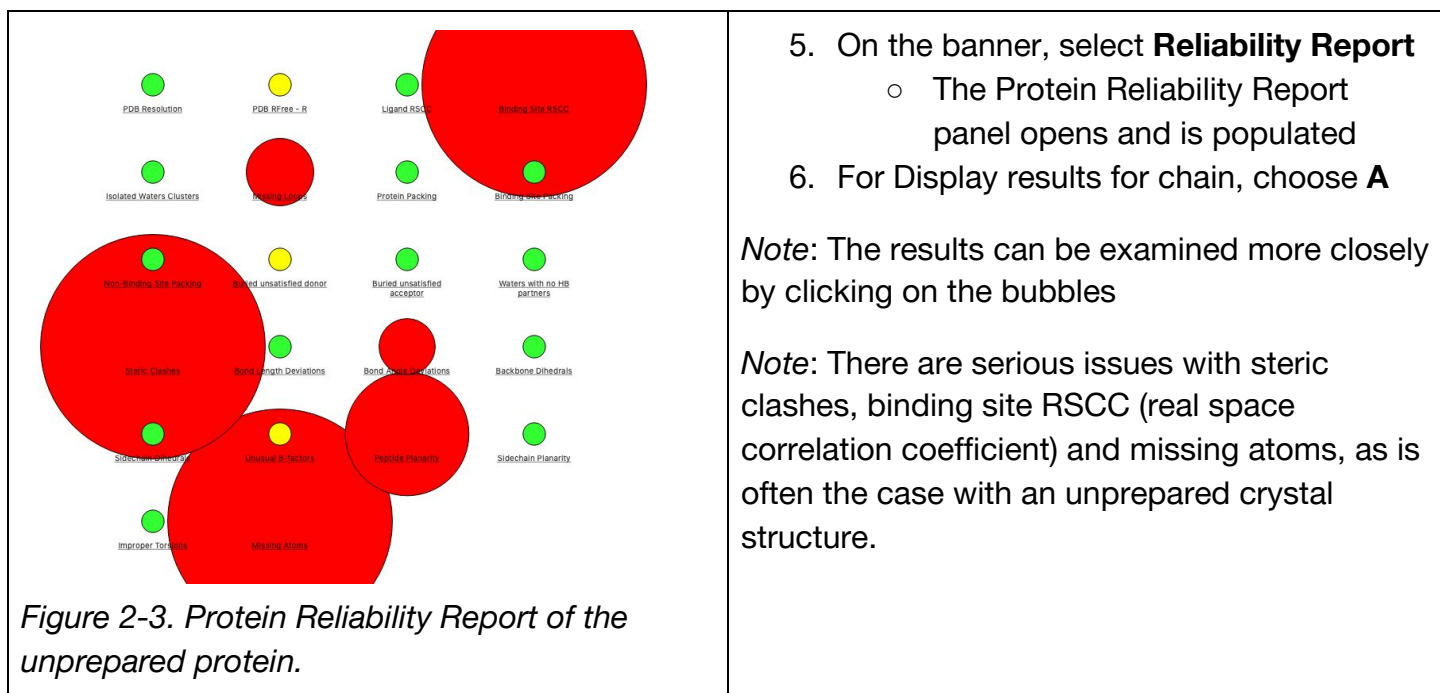 PDB Resolution
PDB RFree - R
Ligand RSCC
Binding Site RSCC
Isolated Waters Clusters
Missing Loops
Protein Packing
Binding Site Packing
Non-Binding Site Packing
Buried unsatisfied donor
Buried unsatisfied
acceptor
Waters with no HB
partners
Steric Clashes
Bond Length Deviations
Bond Angle Deviations
Backbone Dihedrals
Sidechain Dihedrals
Unusual B-factors
Peptide Planarity
Sidechain Planarity
Improper Torsions
Missing Atoms
Figure 2-3. Protein Reliability Report of the
unprepared protein.
5. On the banner, select Reliability Report
○ The Protein Reliability Report
panel opens and is populated
6. For Display results for chain, choose A
Note: The results can be examined more closely
by clicking on the bubbles
Note: There are serious issues with steric
clashes, binding site RSCC (real space
correlation coefficient) and missing atoms, as is
often the case with an unprepared crystal
structure.